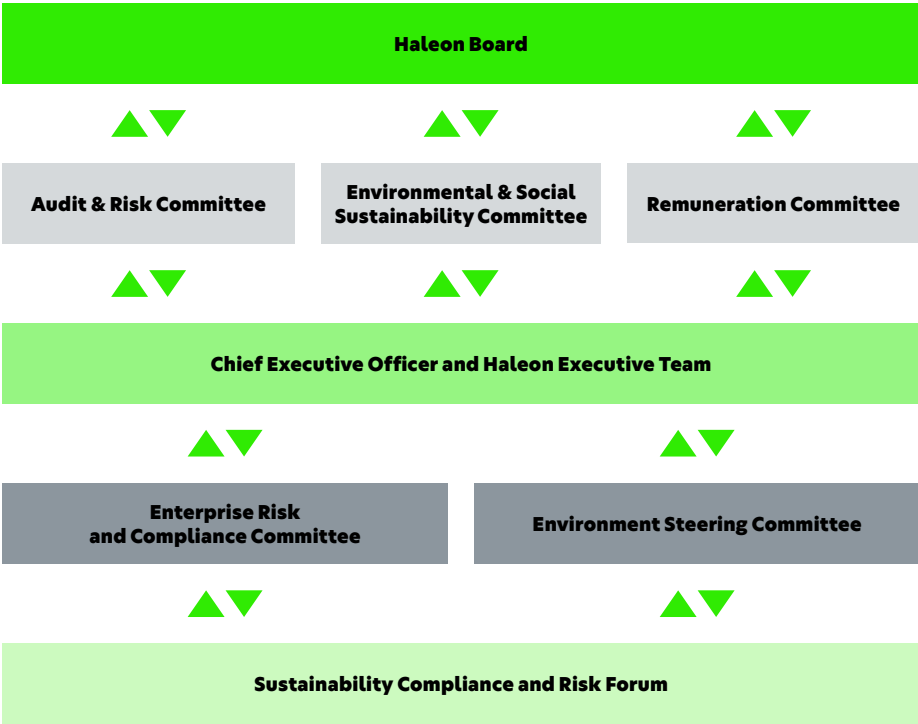 Haleon Board
Audit & Risk Committee
Environmental & Social
Sustainability Committee
Remuneration Committee
Chief Executive Officer and Haleon Executive Team
Enterprise Risk
and Compliance Committee
Environment Steering Committee
Sustainability Compliance and Risk Forum